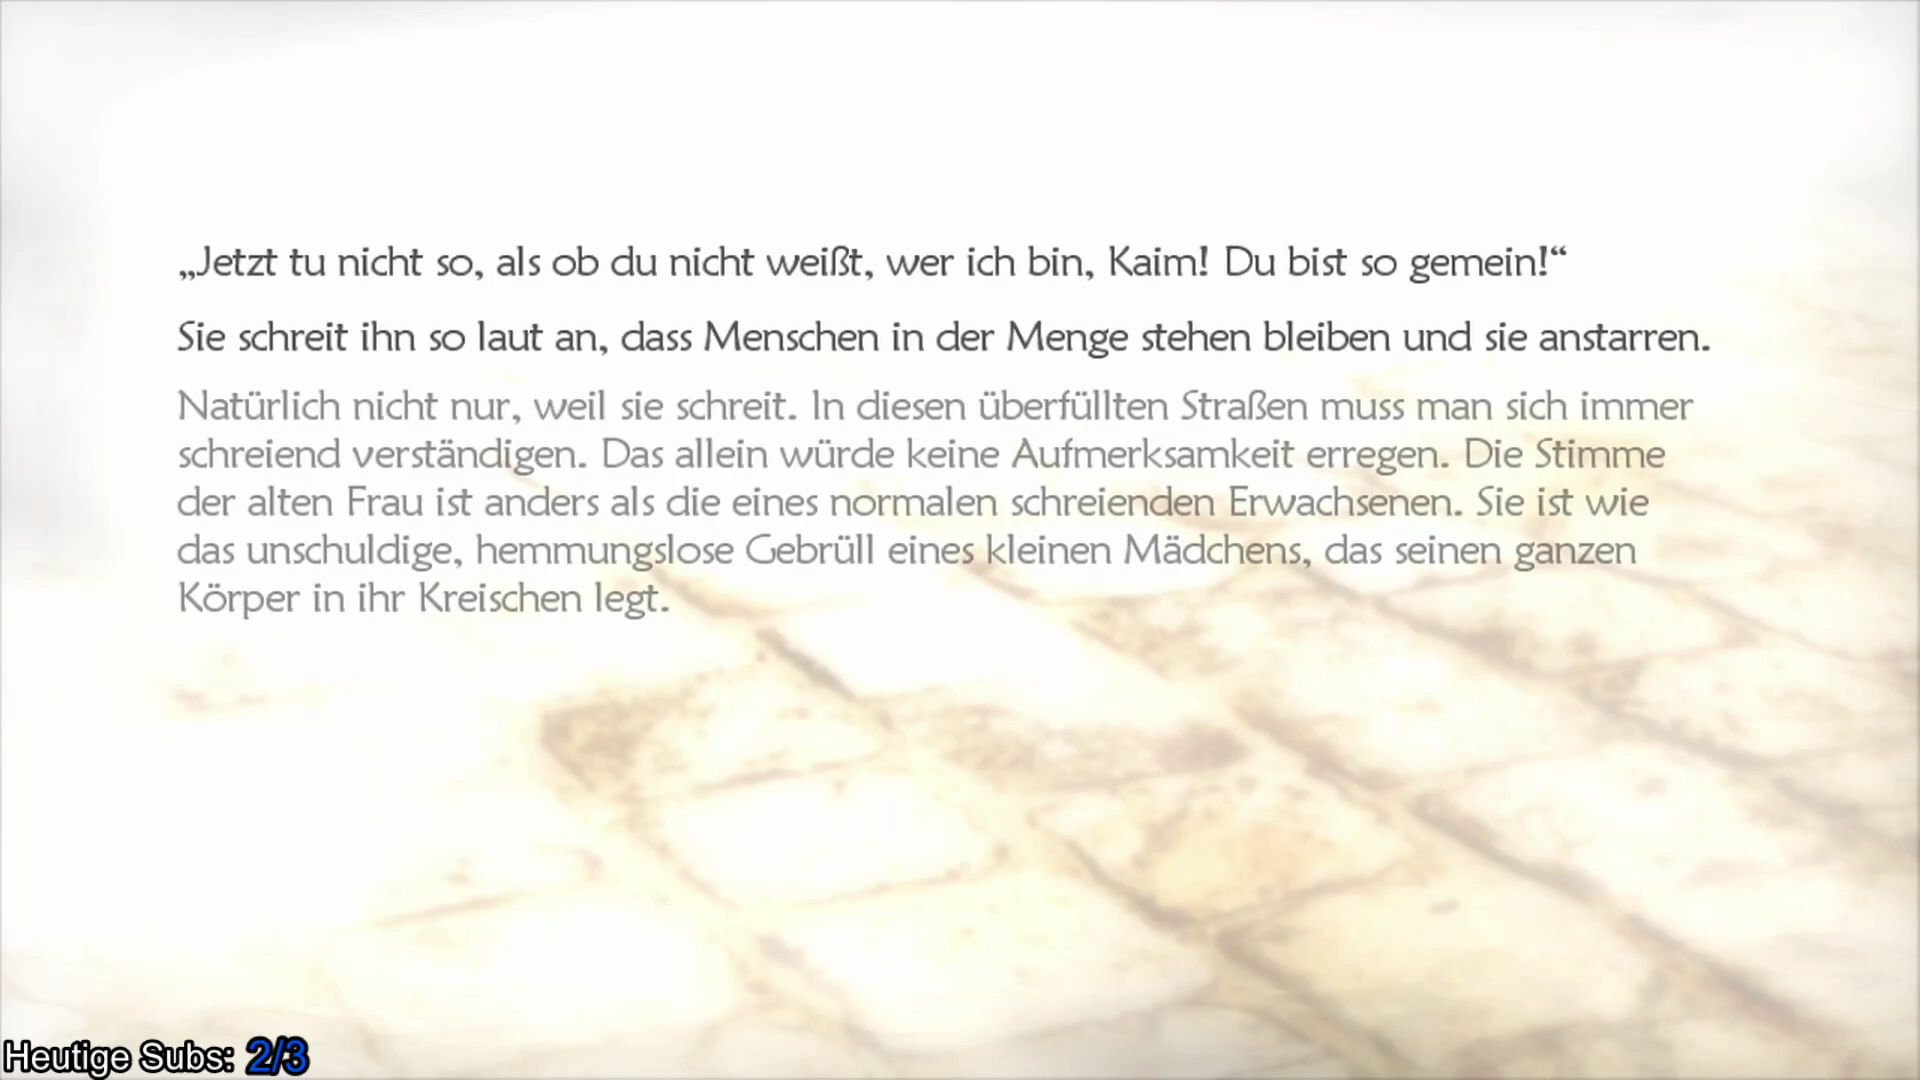 „Jetzt tu nicht so, als ob du nicht weißt, wer ich bin, Kaim! Du bist so gemein!“
Sie schreit ihn so laut an, dass Menschen in der Menge stehen bleiben und sie anstarren.
Natürlich nicht nur, weil sie schreit. In diesen überfüllten Straßen muss man sich immer
schreiend verständigen. Das allein würde keine Aufmerksamkeit erregen. Die Stimme
der alten Frau ist anders als die eines normalen schreienden Erwachsenen. Sie ist wie
das unschuldige, hemmungslose Gebrüll eines kleinen Mädchens, das seinen ganzen
Körper in ihr Kreischen legt.
Heutige Subs: 2/3